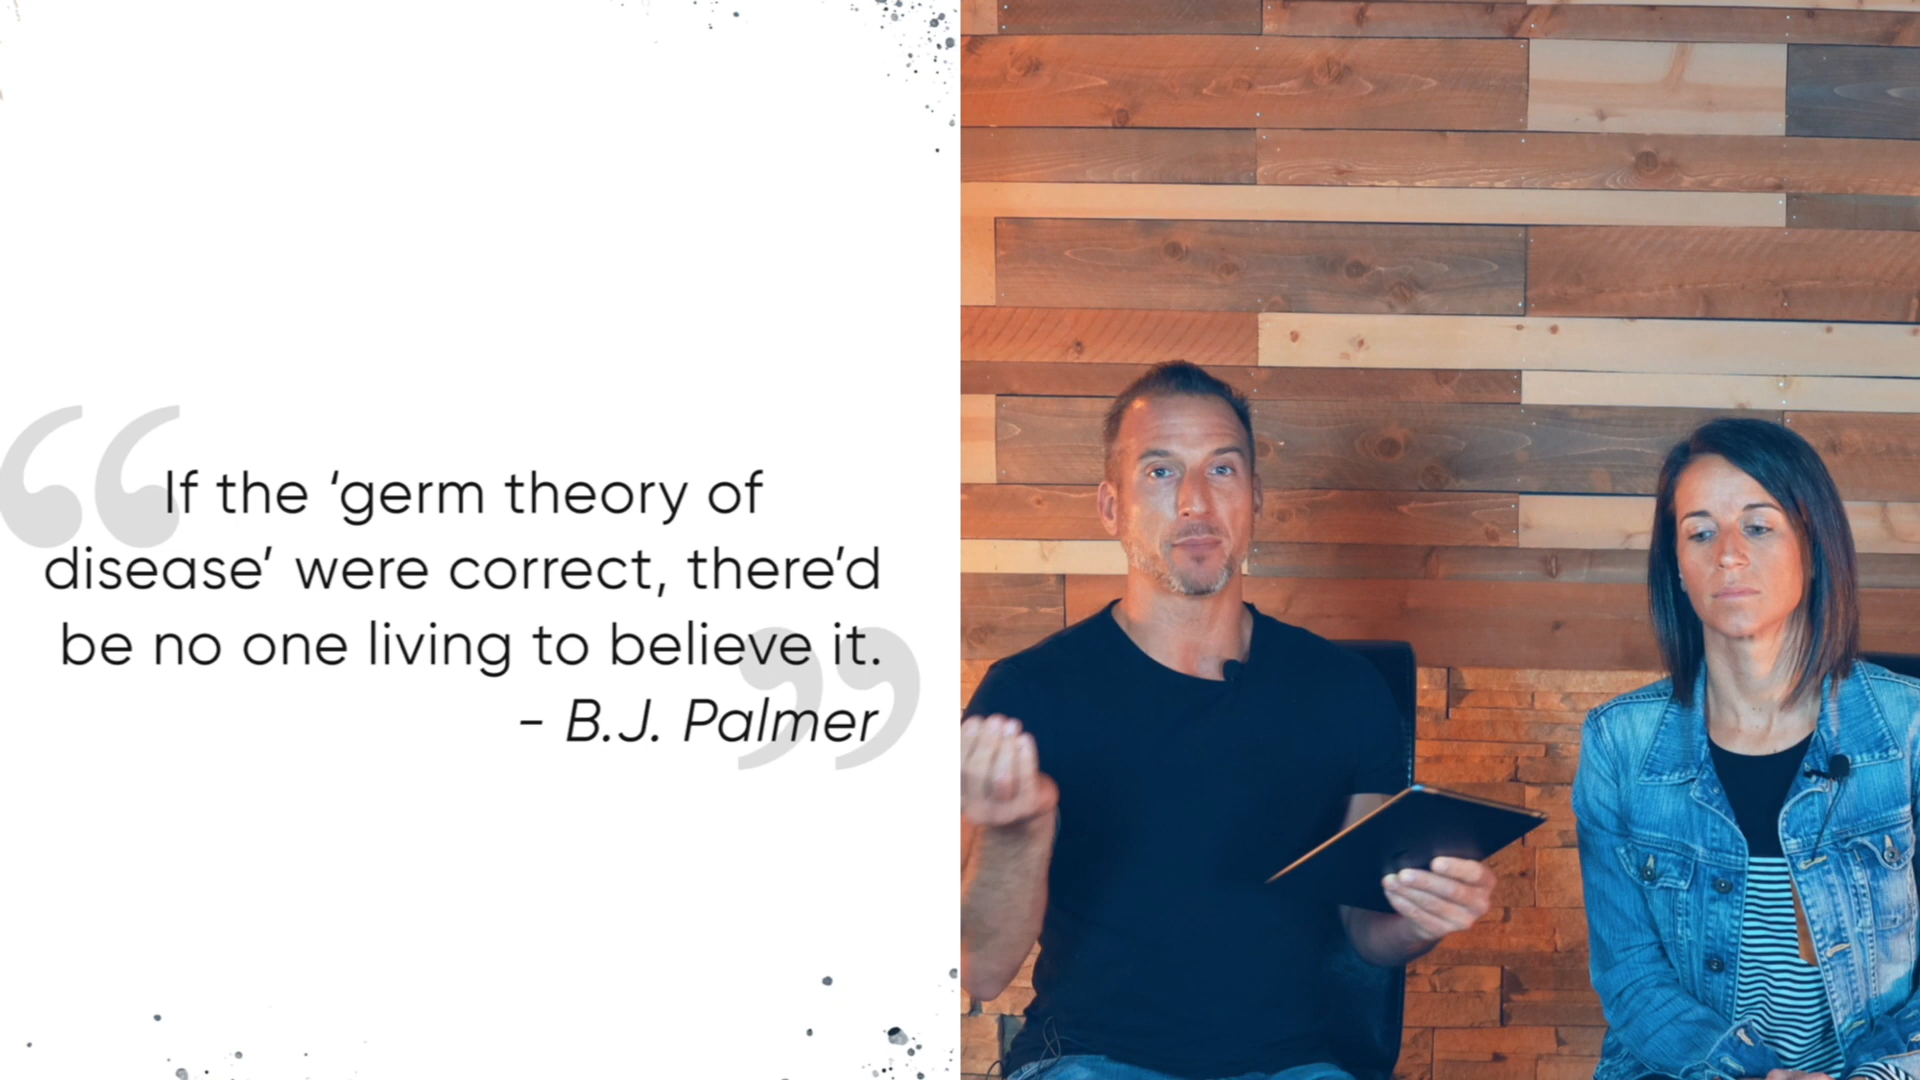 If the ‘germ theory of
disease’ were correct, there’d
be no one living to believe it.
- B.J. Palmer